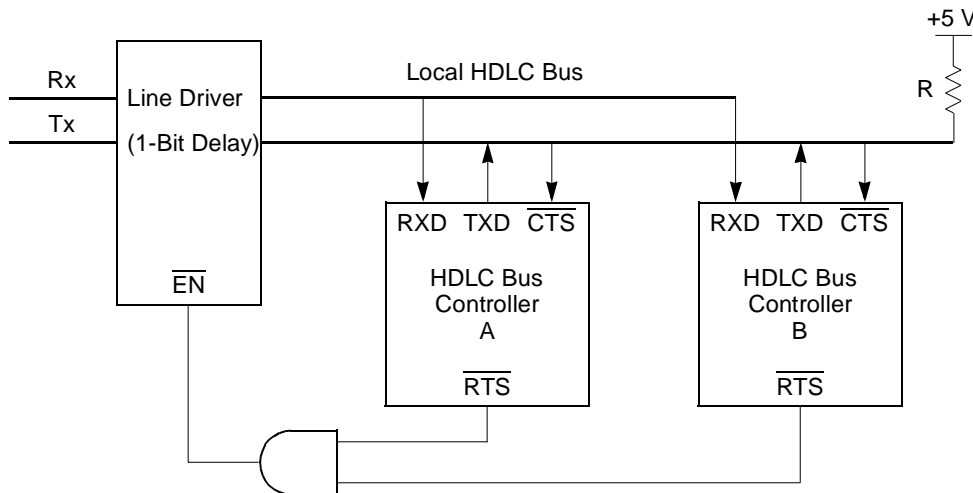 +5 V
Rx
Line Driver
Local HDLC Bus
R
Tx
(1-Bit Delay)
RXD TXD CTS
RXD TXD CTS
EN
HDLC Bus
Controller
A
HDLC Bus
Controller
B
RTS
RTS